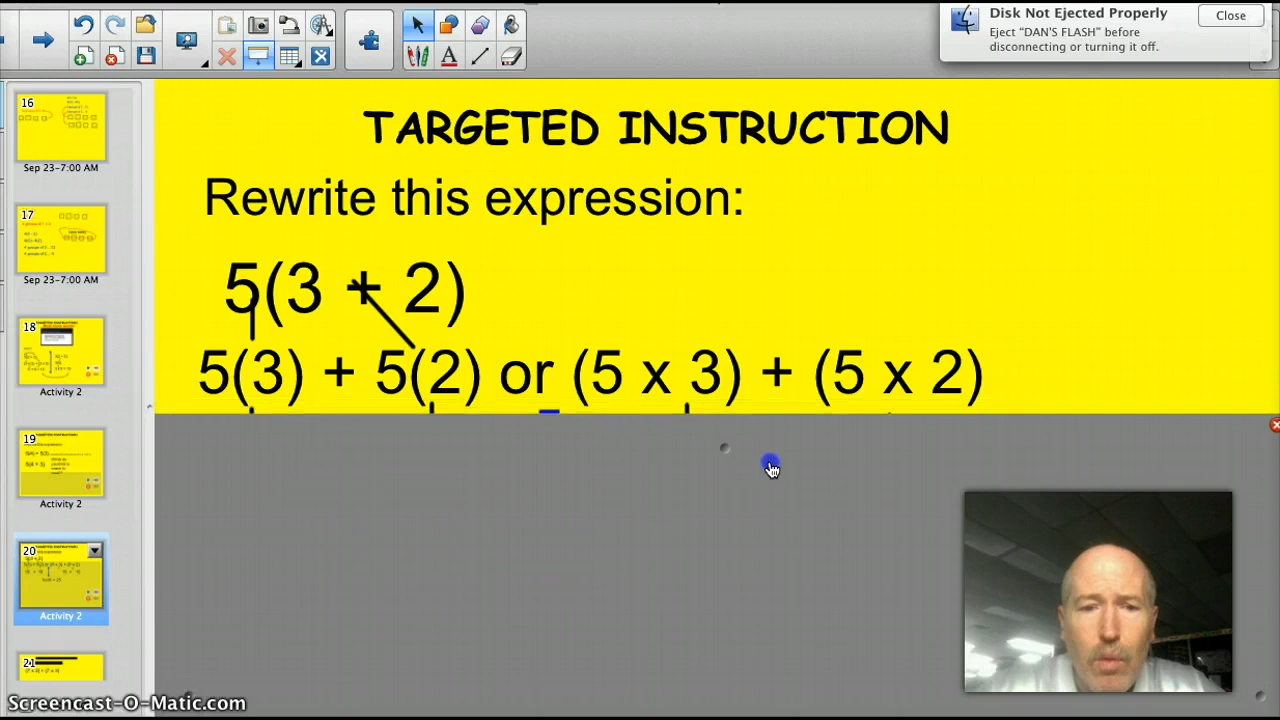 Disk Not Ejected Properly
Close
Eject "DAN'S FLASH" before
disconnecting or turning it off.
16
Sep 23-7:00 AM
17
Sep 23-7:00 AM
18
Activity 2
19
Activity 2
20
Activity 2
21
TARGETED INSTRUCTION
Rewrite this expression:
5(3 + 2)
5(3) + 5(2) or (5 x 3) + (5 x 2)
Screencast-O-Matic.com